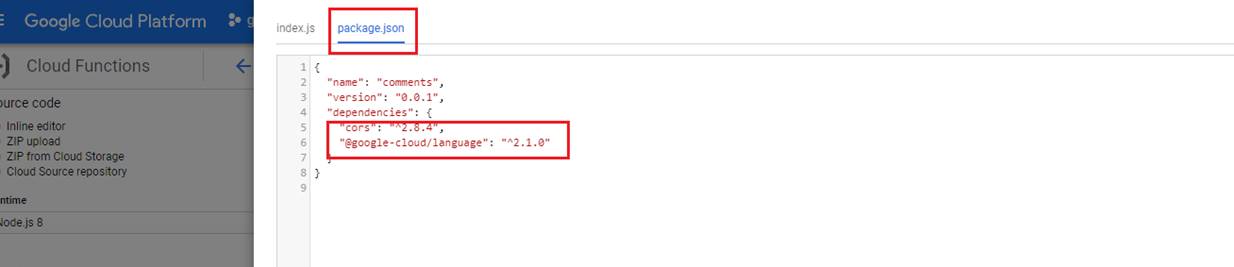 Google Cloud Platform
g
Cloud Functions
ource code
Inline editor
ZIP upload
ZIP from Cloud Storage
Cloud Source repository
ntime
Node.js 8
index.js
package.json
1 {
2 "name": "comments",
3 "version": "0.0.1",
4 "dependencies": {
5 "cors": "^2.8.4",
6 "@google-cloud/language": "^2.1.0"
7 }
8 }
9